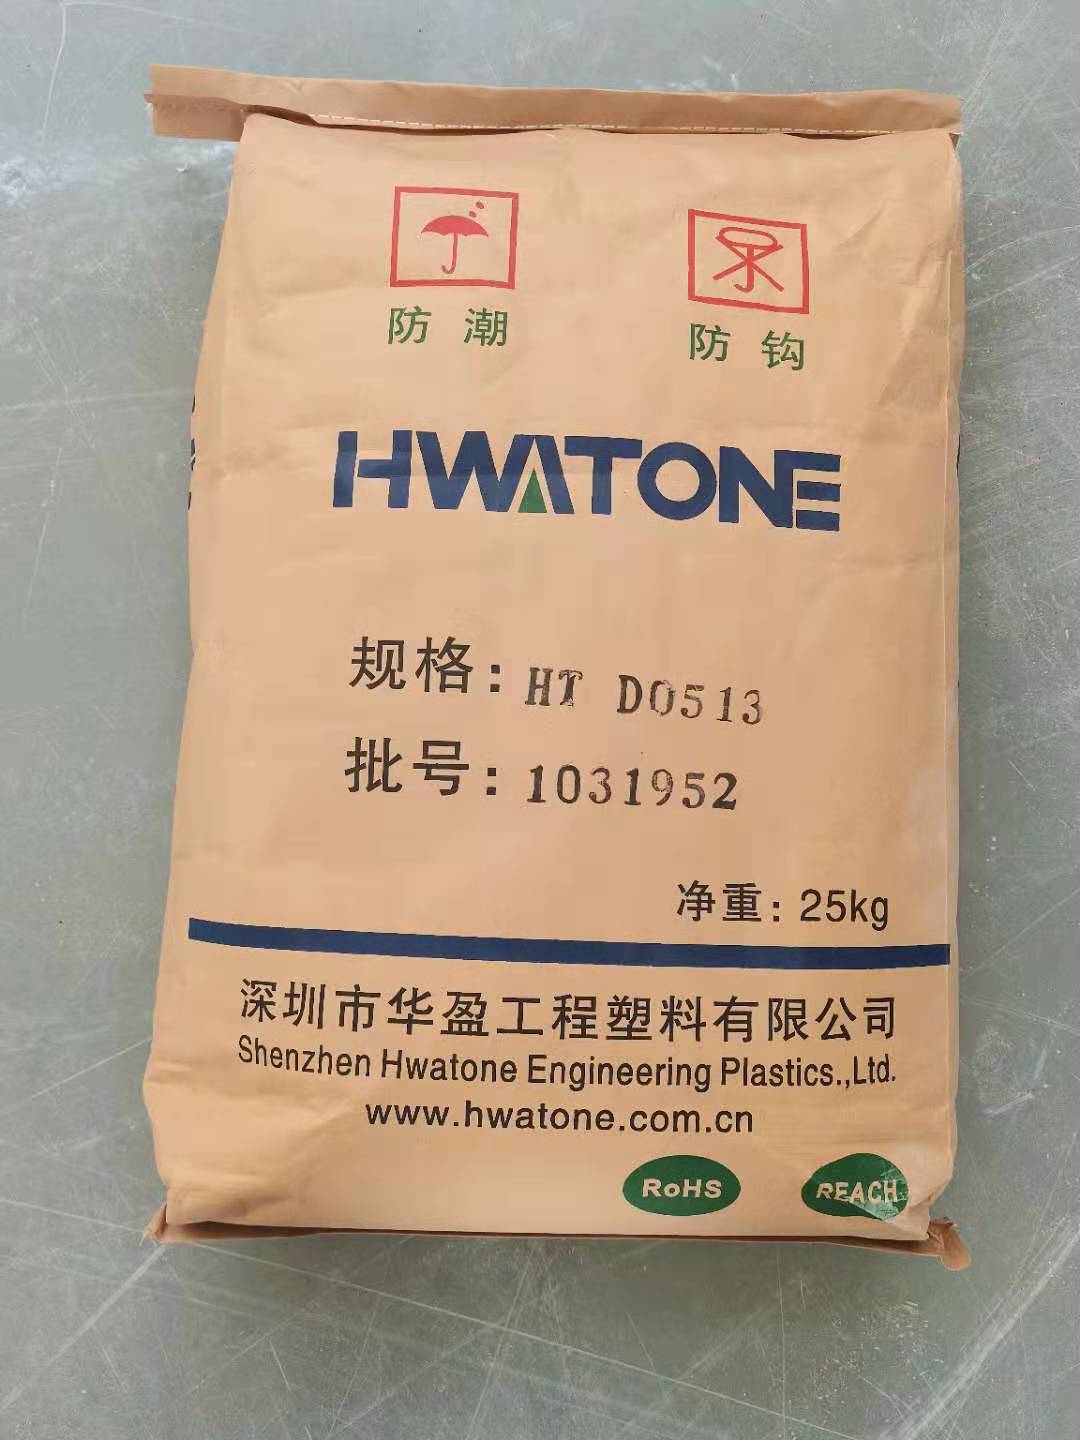 防潮
防钩
HWATONE
规格：HT D0513
批号：1031952
净重：25kg
深圳市华盈工程塑料有限公司
Shenzhen Hwatone Engineering Plastics.,Ltd.
www.hwatone.com.cn
RoHS
REACH